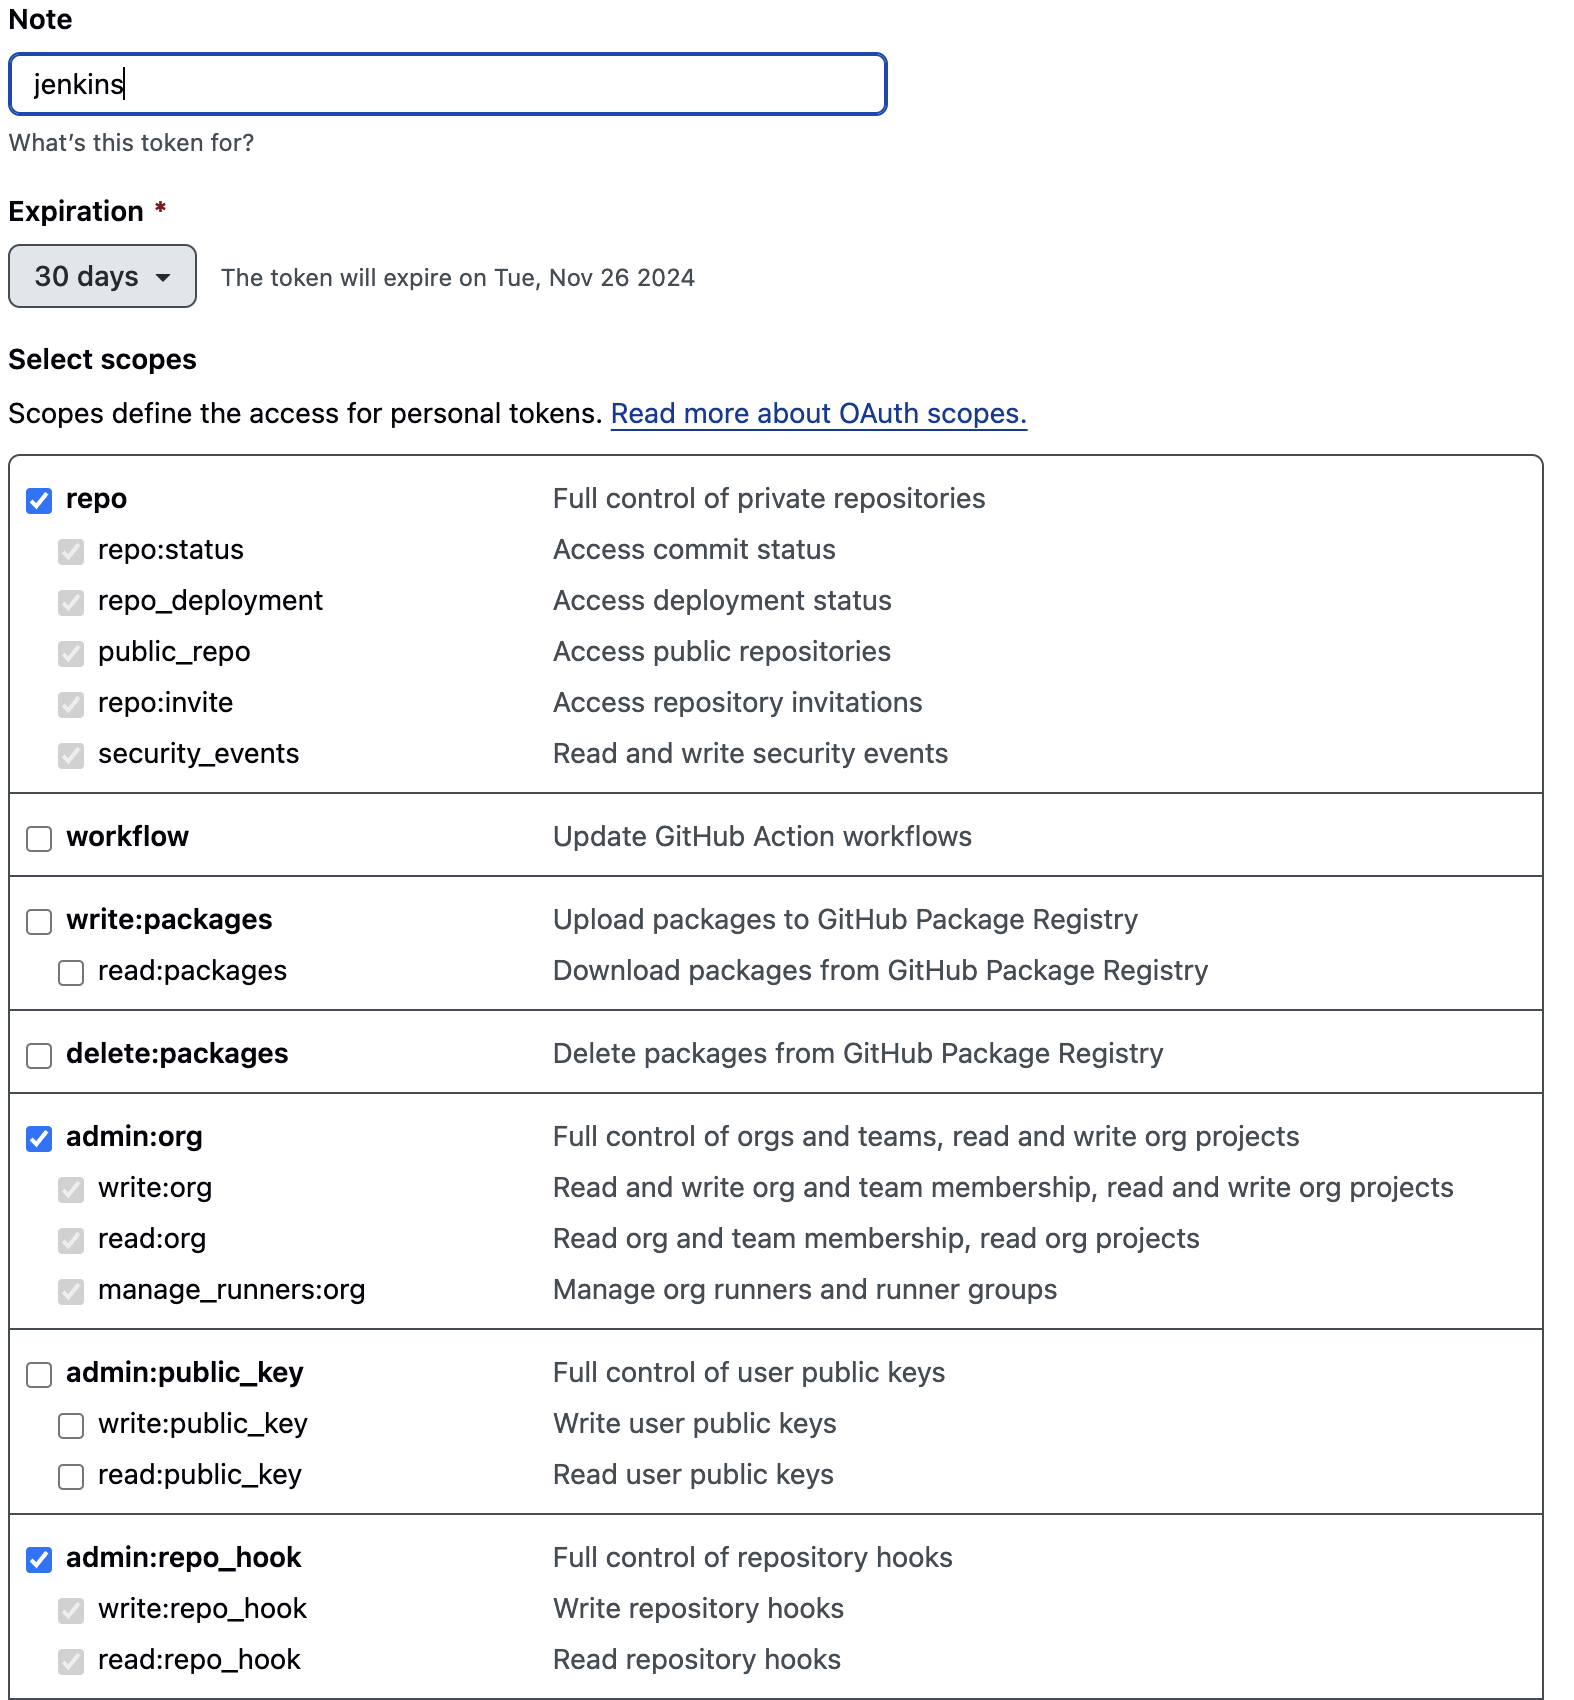 Note
jenkins
What's this token for?
Expiration *
30 days The token will expire on Tue, Nov 26 2024
Select scopes
Scopes define the access for personal tokens. Read more about OAuth scopes.
repo Full control of private repositories
repo:status Access commit status
repo_deployment Access deployment status
public_repo Access public repositories
repo:invite Access repository invitations
security_events Read and write security events
workflow Update GitHub Action workflows
write:packages Upload packages to GitHub Package Registry
read:packages Download packages from GitHub Package Registry
delete:packages Delete packages from GitHub Package Registry
admin:org Full control of orgs and teams, read and write org projects
write:org Read and write org and team membership, read and write org projects
read:org Read org and team membership, read org projects
manage_runners:org Manage org runners and runner groups
admin:public_key Full control of user public keys
write:public_key Write user public keys
read:public_key Read user public keys
admin:repo_hook Full control of repository hooks
write:repo_hook Write repository hooks
read:repo_hook Read repository hooks